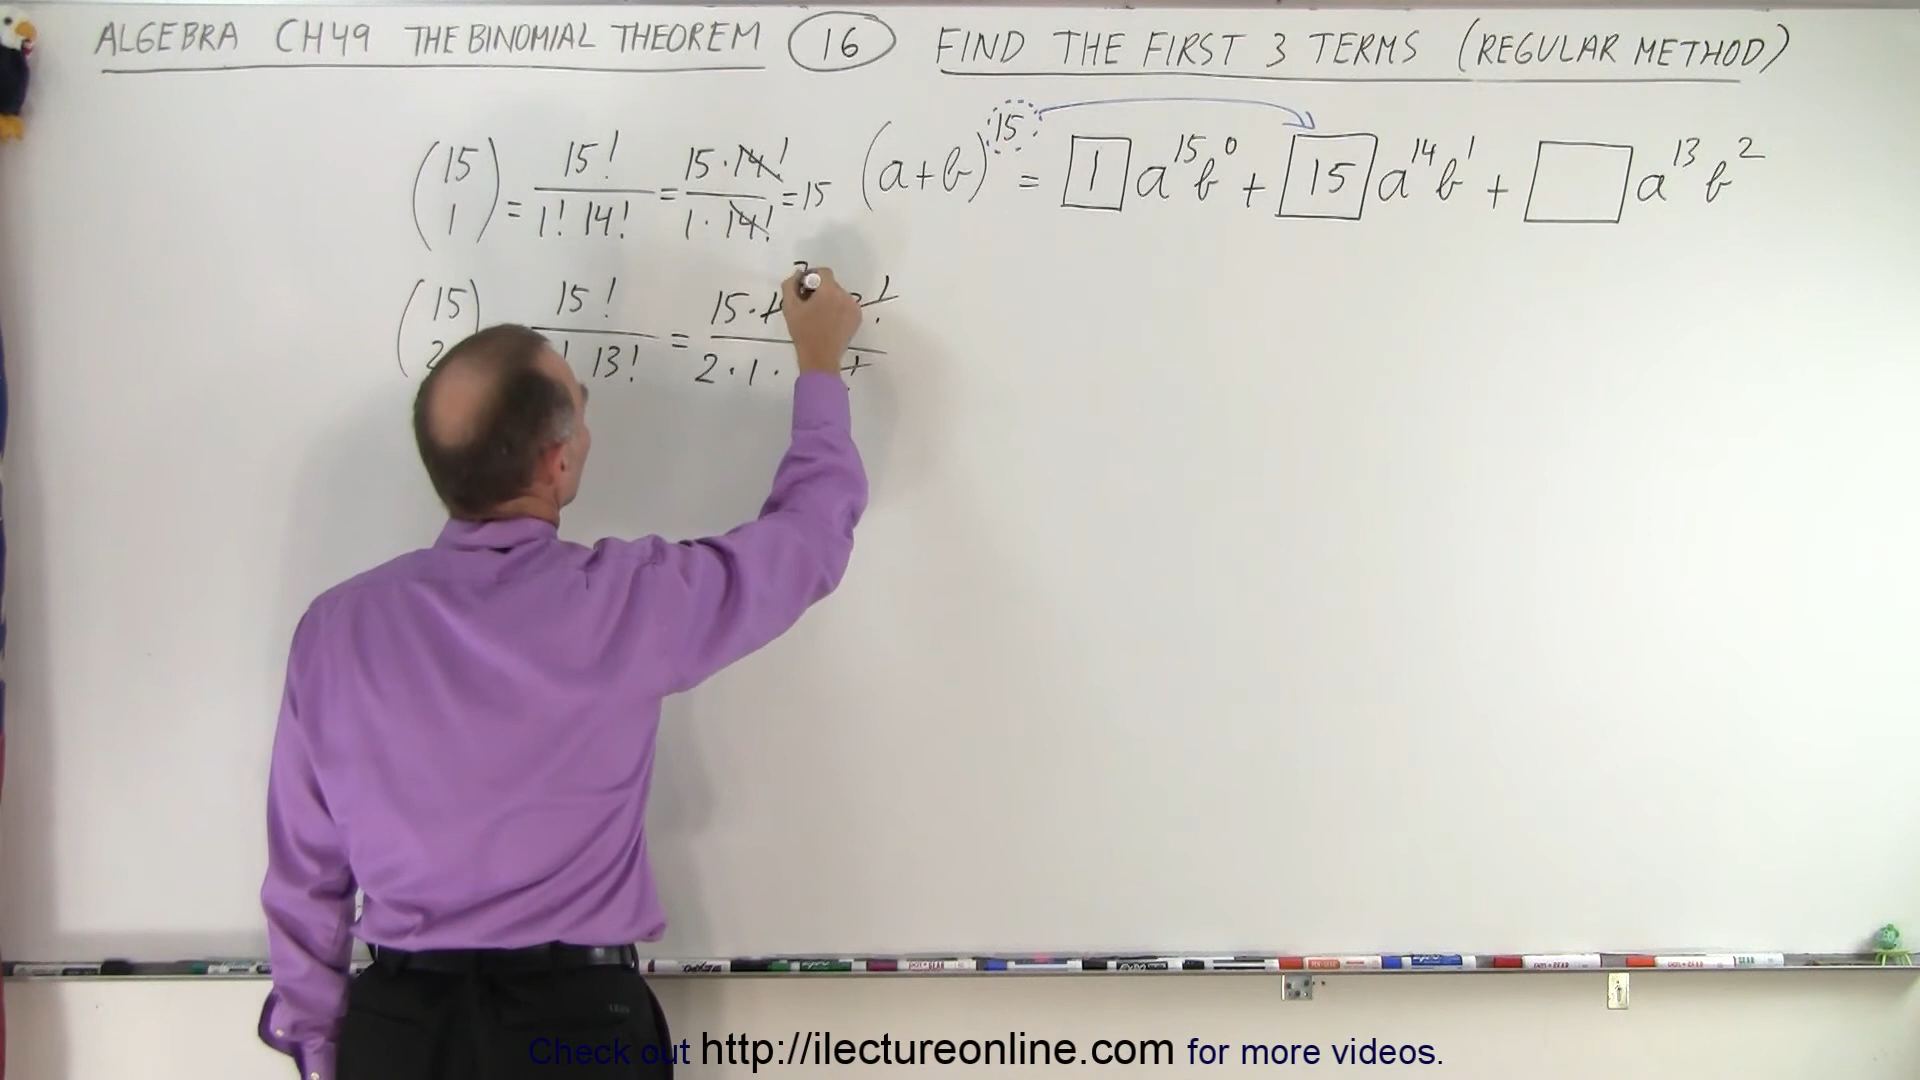 ALGEBRA CH49 THE BINOMIAL THEOREM 16 FIND THE FIRST 3 TERMS (REGULAR METHOD)
(15 1) = 15! / 1! 14! = 15·14! / 1·14! = 15
(a+b)^15 = 1 a^15 b^0 + 15 a^14 b^1 + a^13 b^2
(15 2 15! / ! 13! = 15·1 ! / 2·1·
Check out http://ilectureonline.com for more videos.